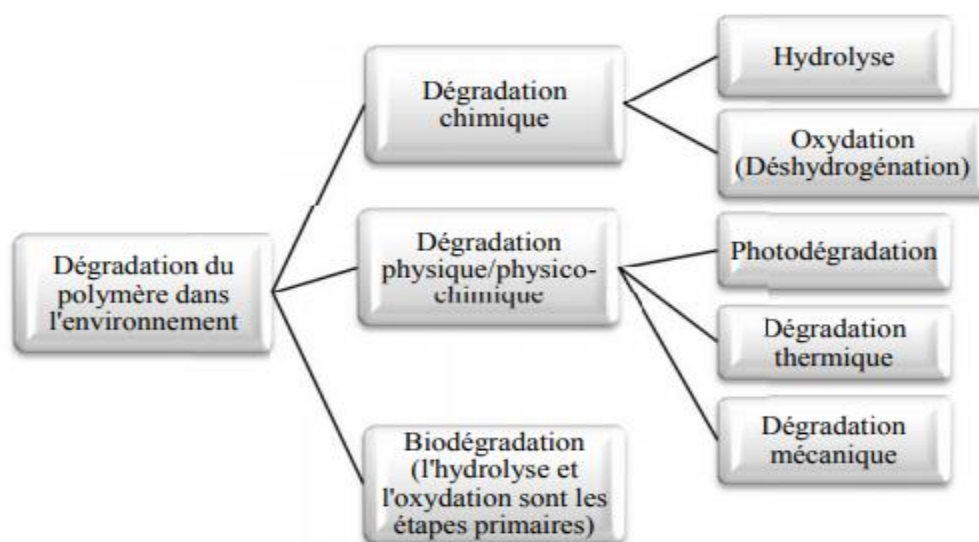 Dégradation du
polymère dans
l'environnement
Dégradation
chimique
Hydrolyse
Oxydation
(Déshydrogénation)
Dégradation
physique/physico-
chimique
Photodégradation
Dégradation
thermique
Dégradation
mécanique
Biodégradation
(l'hydrolyse et
l'oxydation sont les
étapes primaires)